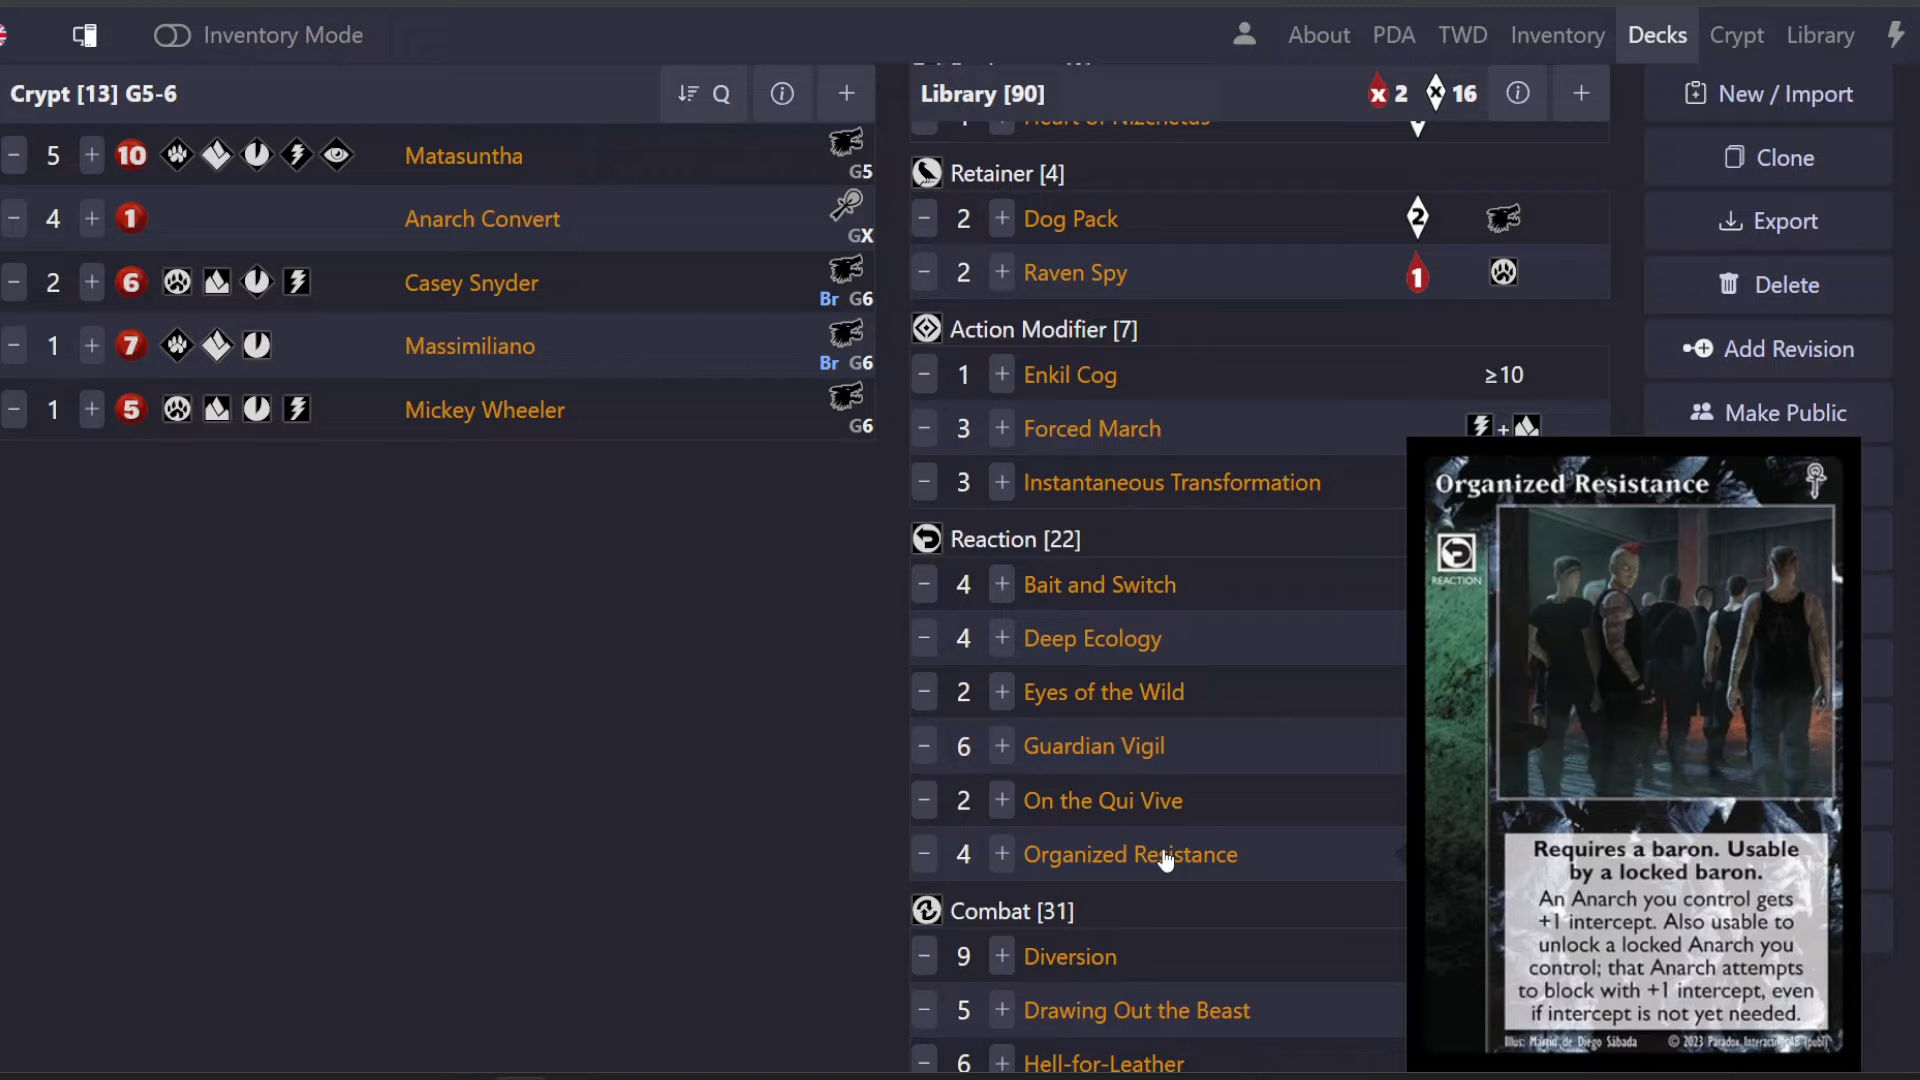 Inventory Mode
About PDA TWD Inventory Decks Crypt Library
Crypt [13] G5-6 Q +
− 5 + 10 Matasuntha G5
− 4 + 1 Anarch Convert GX
− 2 + 6 Casey Snyder Br G6
− 1 + 7 Massimiliano Br G6
− 1 + 5 Mickey Wheeler G6
Library [90] X 2 X 16 +
Retainer [4]
− 2 + Dog Pack 2
− 2 + Raven Spy 1
Action Modifier [7]
− 1 + Enkil Cog ≥10
− 3 + Forced March +
− 3 + Instantaneous Transformation
Reaction [22]
− 4 + Bait and Switch
− 4 + Deep Ecology
− 2 + Eyes of the Wild
− 6 + Guardian Vigil
− 2 + On the Qui Vive
− 4 + Organized Resistance
Combat [31]
− 9 + Diversion
− 5 + Drawing Out the Beast
− 6 + Hell-for-Leather
New / Import
Clone
Export
Delete
Add Revision
Make Public
Organized Resistance
REACTION
Requires a baron. Usable
by a locked baron.
An Anarch you control gets
+1 intercept. Also usable to
unlock a locked Anarch you
control; that Anarch attempts
to block with +1 intercept, even
if intercept is not yet needed.
Illus: Martín de Diego Sábada © 2023 Paradox Interactive AB (publ)